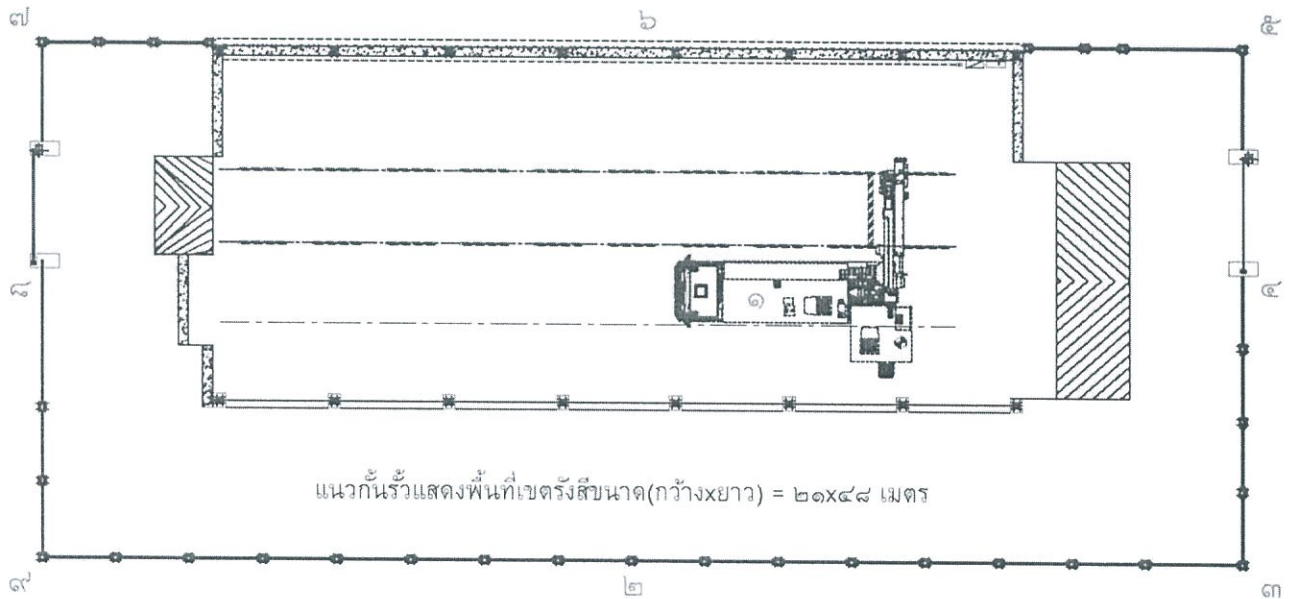 ๗ ๖ ๕
๘ ๑ ๔
แนวกั้นรั้วแสดงพื้นที่เขตรังสีขนาด(กว้างxยาว) = ๒๑x๔๘ เมตร
๙ ๒ ๓